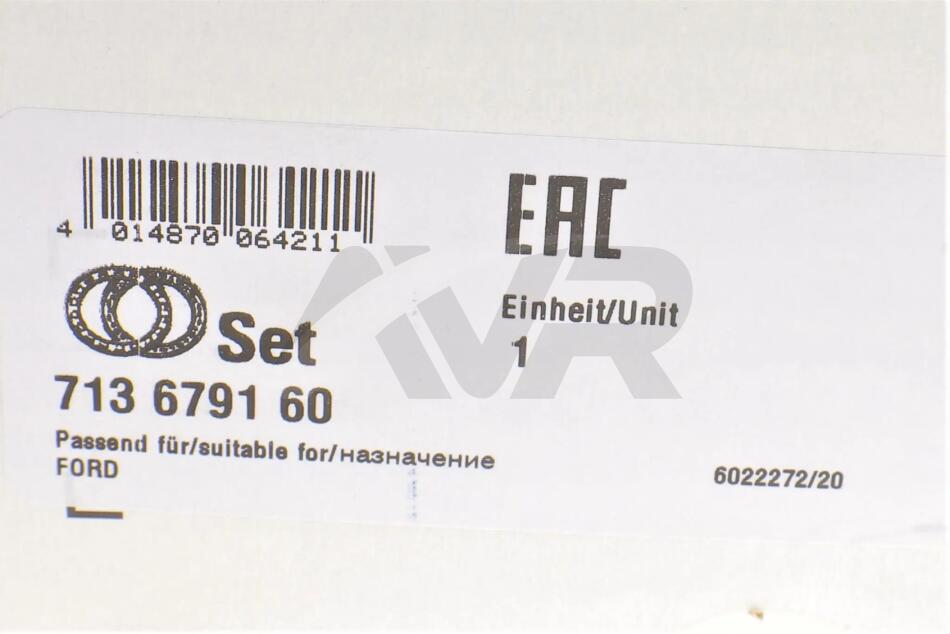 4 014870 064211
EAC
Set
Einheit/Unit
1
713 6791 60
Passend für/suitable for/назначение
FORD
6022272/20
IVR